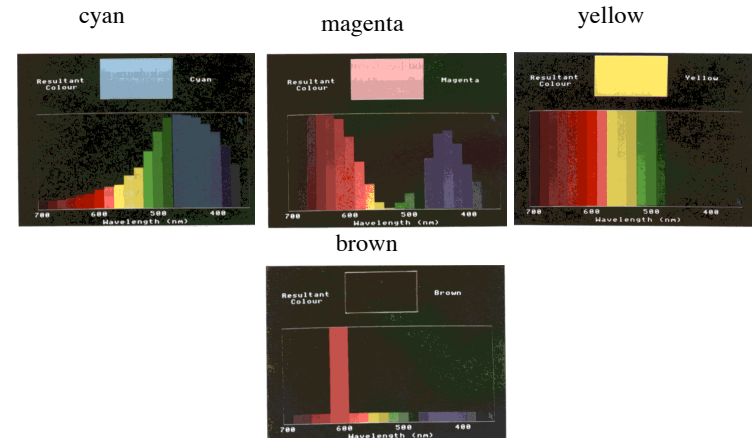 cyan
magenta
yellow
Resultant Colour
Cyan
700 600 500 400
Wavelength (nm)
Resultant Colour
Magenta
700 600 500 400
Wavelength (nm)
Resultant Colour
Yellow
700 600 500 400
Wavelength (nm)
brown
Resultant Colour
Brown
700 600 500 400
Wavelength (nm)